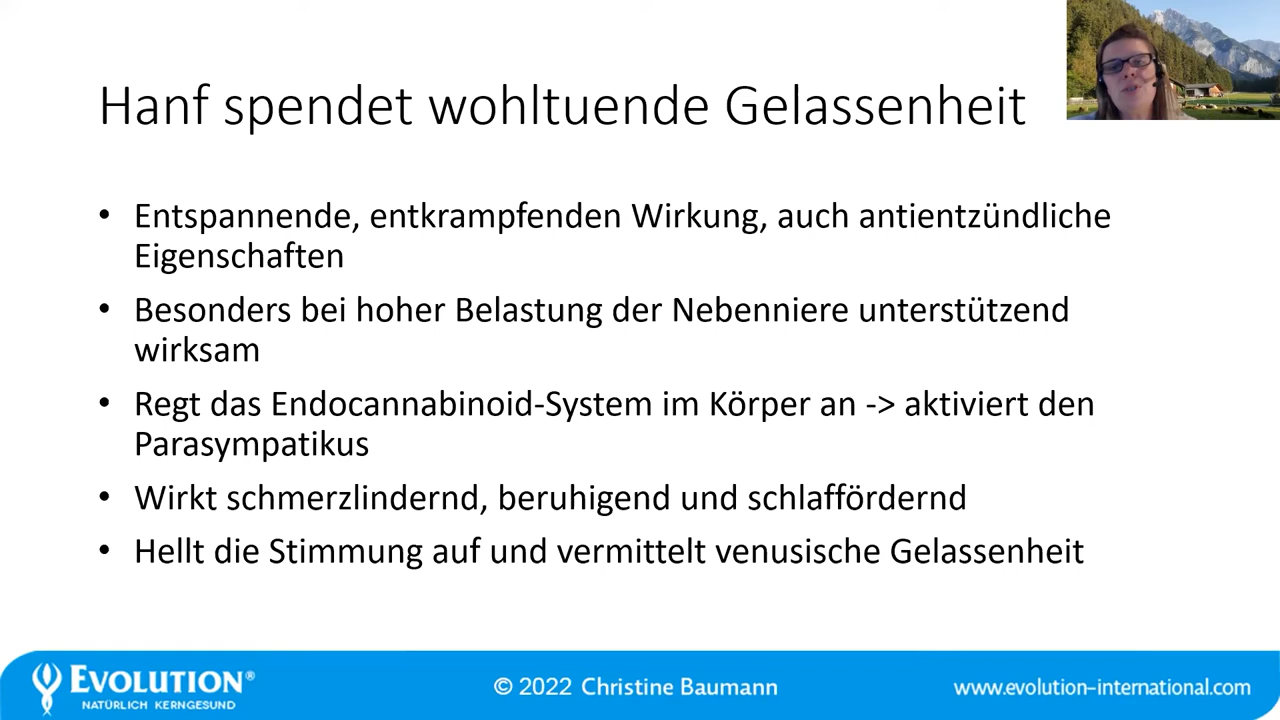 Hanf spendet wohltuende Gelassenheit
• Entspannende, entkrampfenden Wirkung, auch antientzündliche
Eigenschaften
• Besonders bei hoher Belastung der Nebenniere unterstützend
wirksam
• Regt das Endocannabinoid-System im Körper an -> aktiviert den
Parasympatikus
• Wirkt schmerzlindernd, beruhigend und schlaffördernd
• Hellt die Stimmung auf und vermittelt venusische Gelassenheit
EVOLUTION®
NATÜRLICH KERNGESUND
© 2022 Christine Baumann
www.evolution-international.com